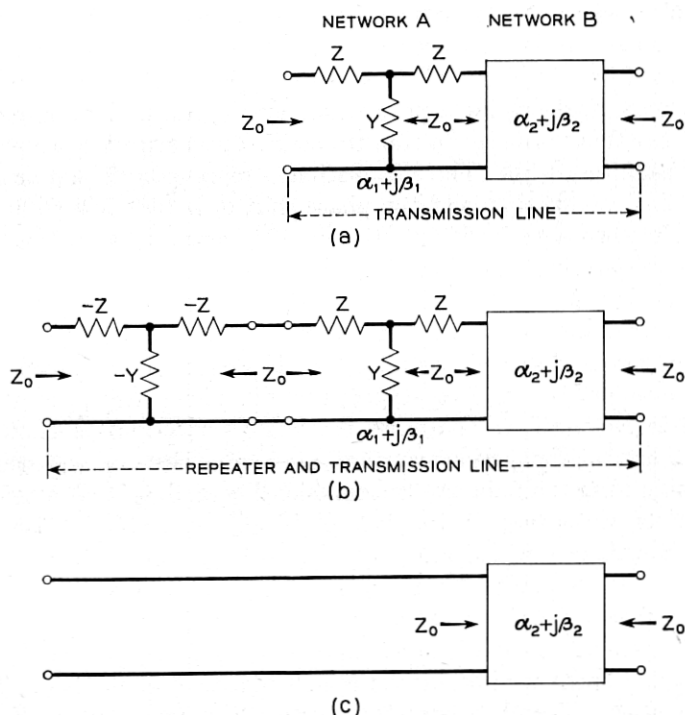 NETWORK A NETWORK B
Z Z
Z₀ Y Z₀ α₂+jβ₂ Z₀
α₁+jβ₁
TRANSMISSION LINE
(a)
-Z -Z Z Z
Z₀ -Y Z₀ Y Z₀ α₂+jβ₂ Z₀
α₁+jβ₁
REPEATER AND TRANSMISSION LINE
(b)
Z₀ α₂+jβ₂ Z₀
(c)